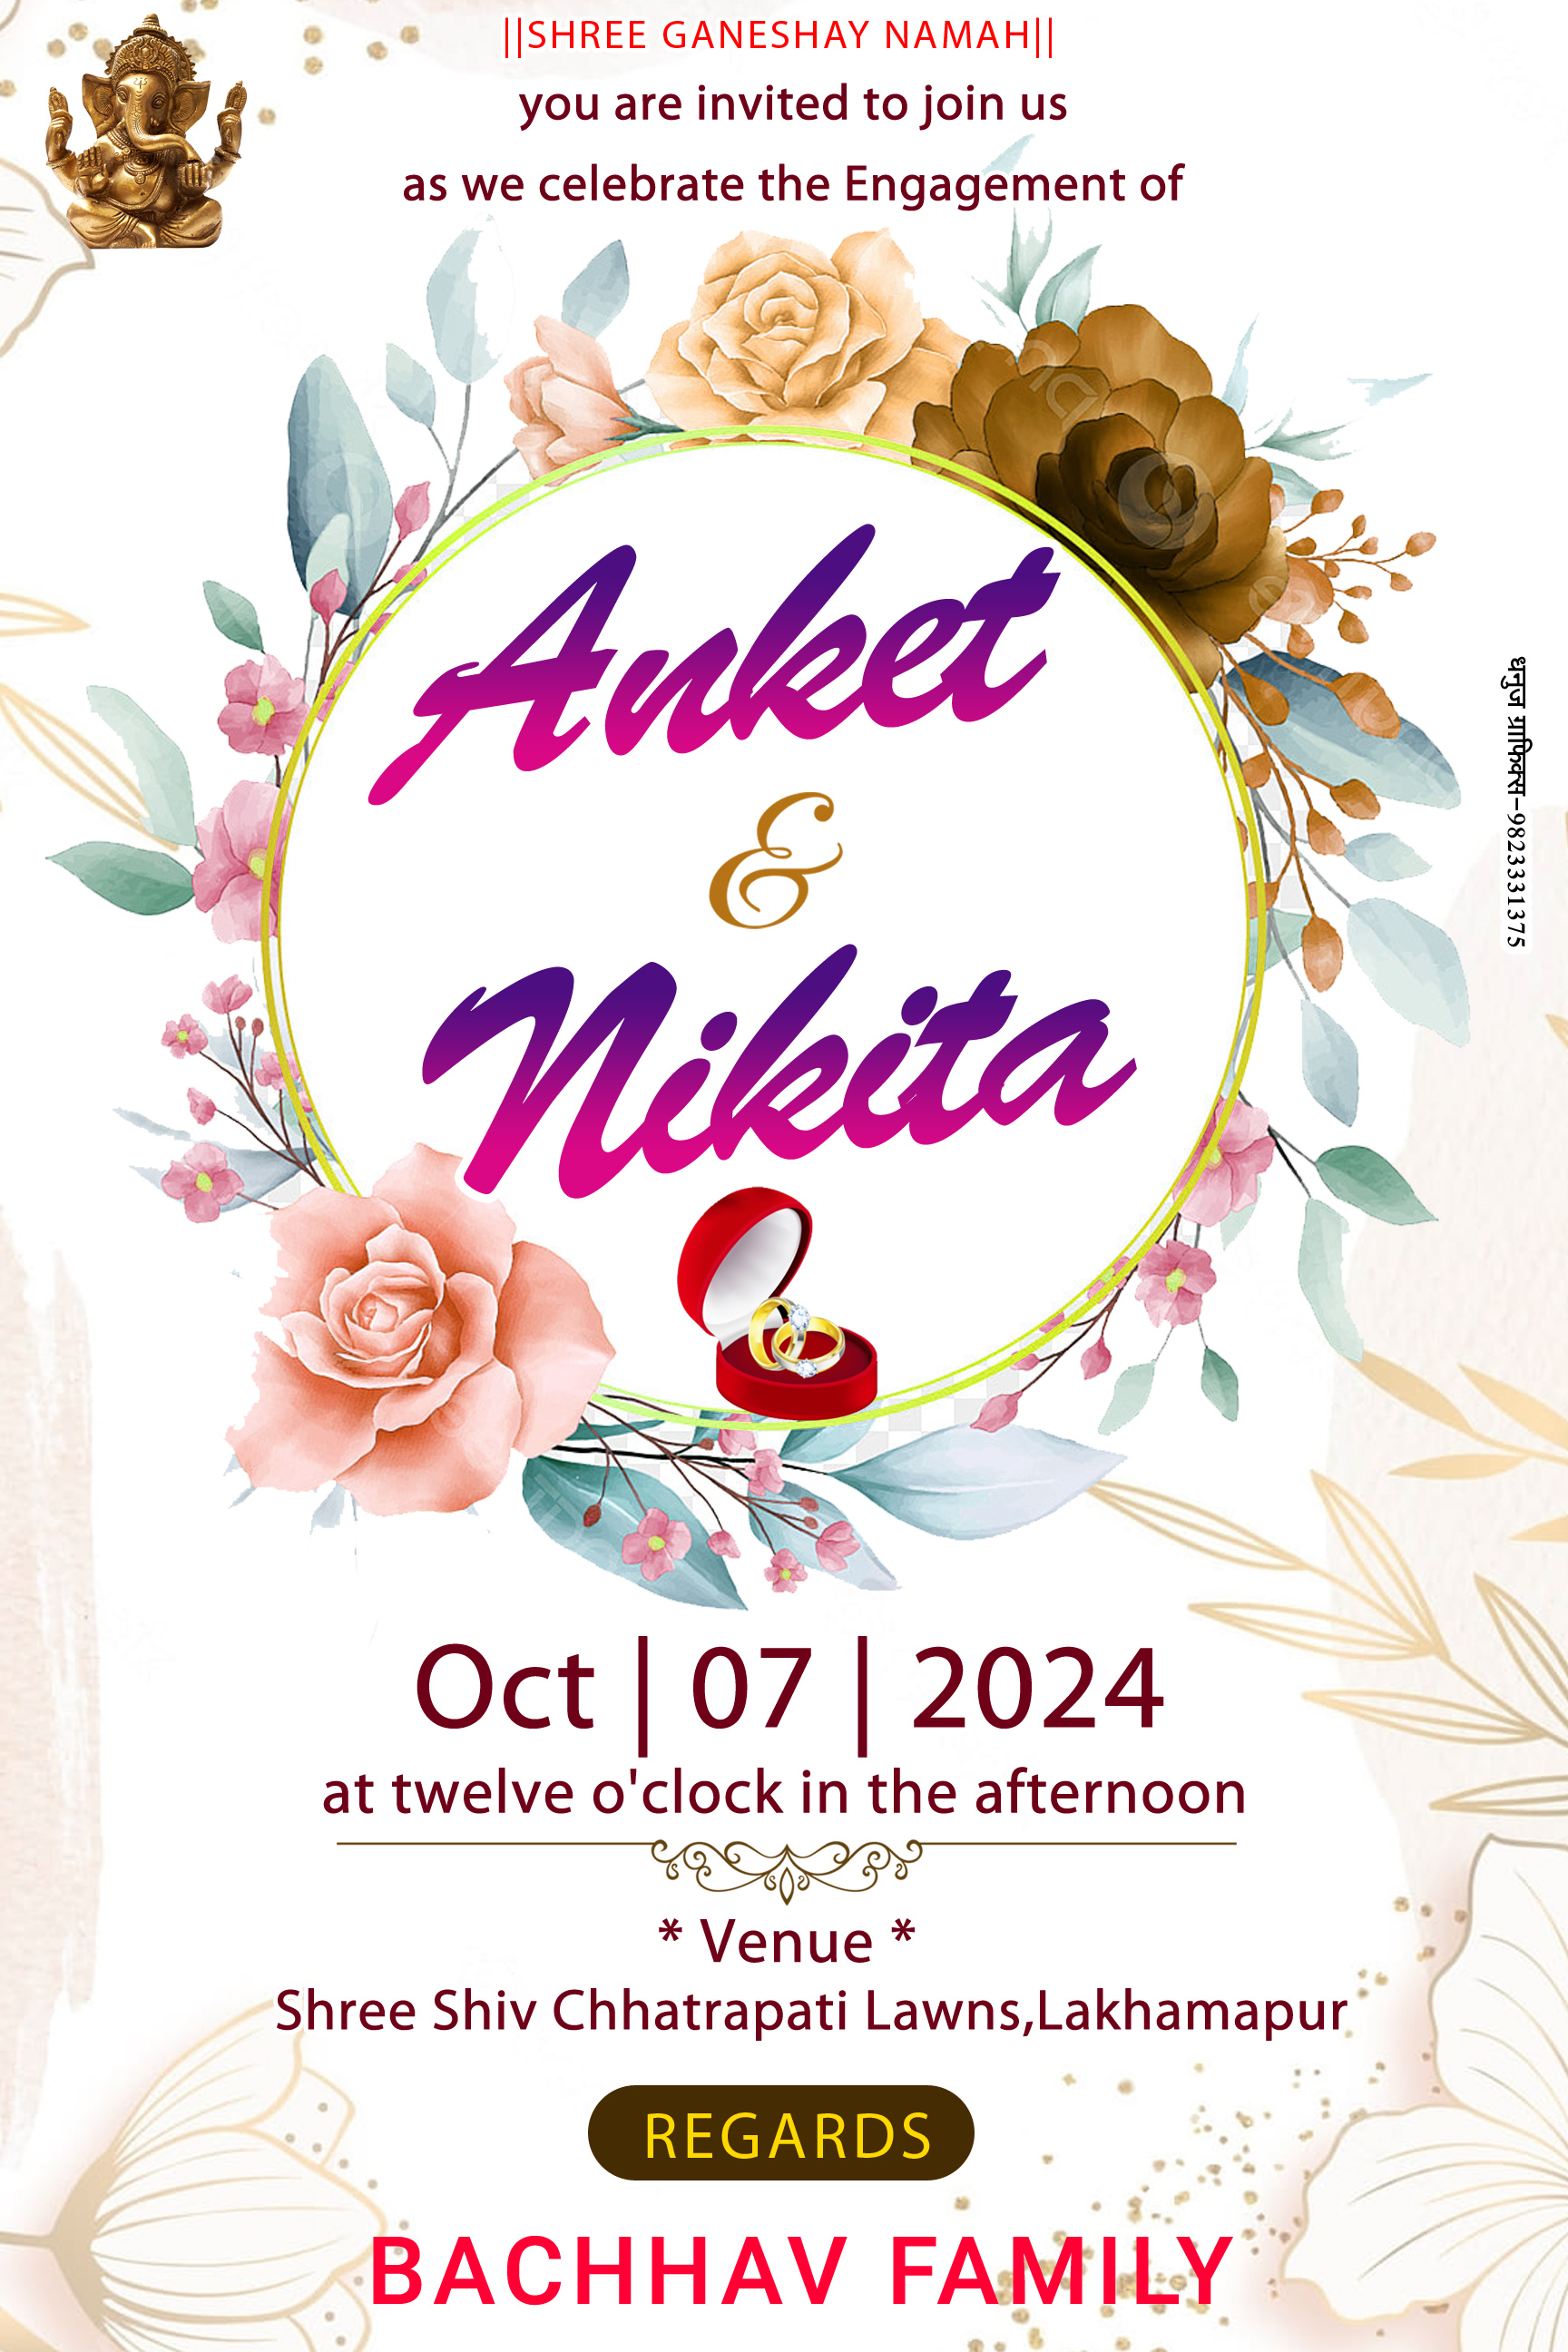 ||SHREE GANESHAY NAMAH||
you are invited to join us
as we celebrate the Engagement of
Anket
&
Nikita
धनुज ग्राफिक्स-9823331375
Oct | 07 | 2024
at twelve o'clock in the afternoon
* Venue *
Shree Shiv Chhatrapati Lawns,Lakhamapur
REGARDS
BACHHAV FAMILY